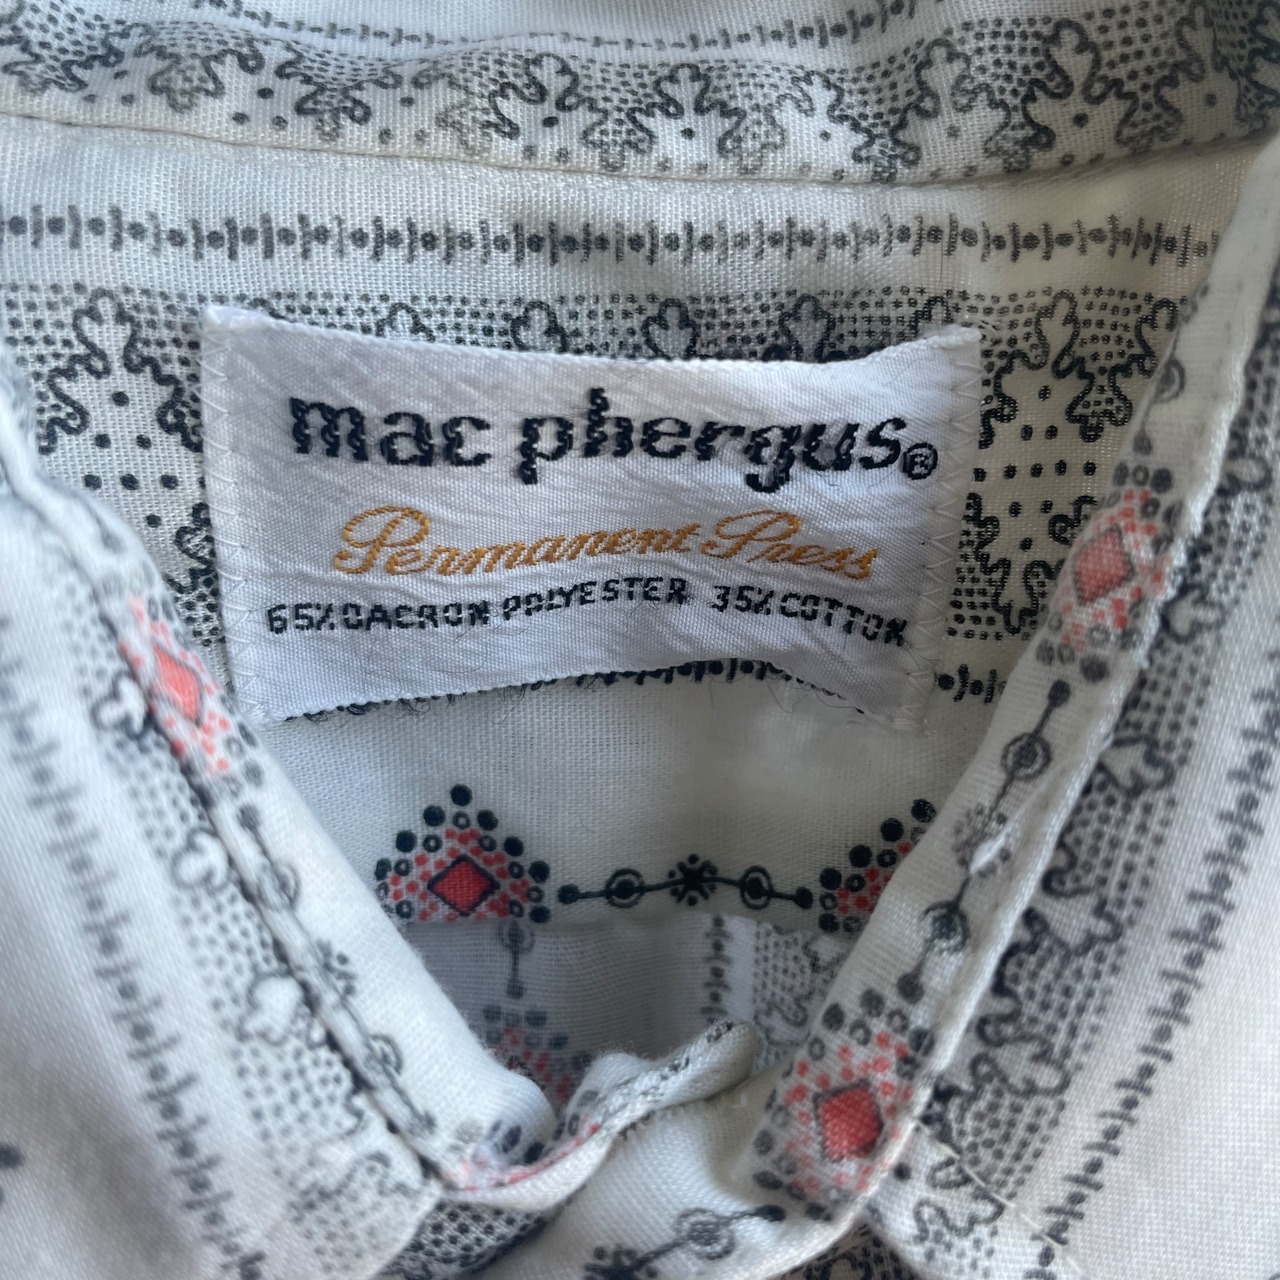 mac phergus®
Permanent Press
65% DACRON POLYESTER 35% COTTON